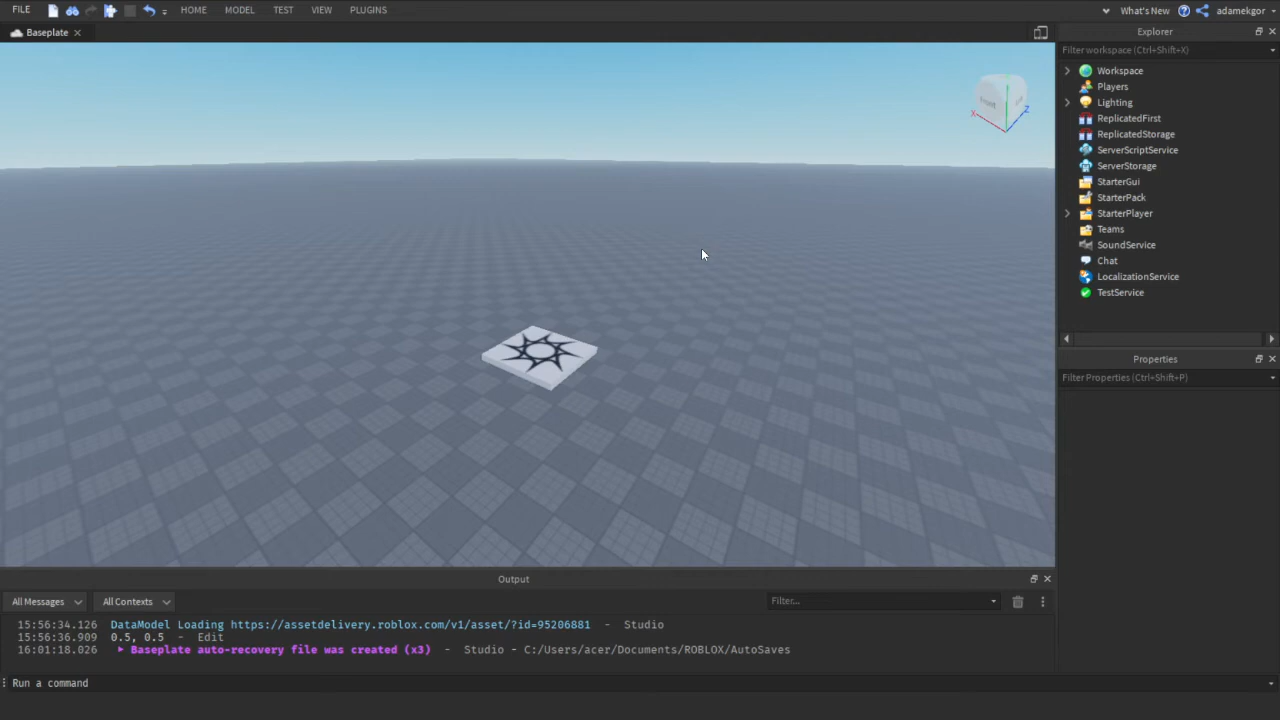 FILE HOME MODEL TEST VIEW PLUGINS What's New adamekgor
Baseplate
Explorer
Filter workspace (Ctrl+Shift+X)
Workspace
Players
Lighting
ReplicatedFirst
ReplicatedStorage
ServerScriptService
ServerStorage
StarterGui
StarterPack
StarterPlayer
Teams
SoundService
Chat
LocalizationService
TestService
X
Z
Properties
Filter Properties (Ctrl+Shift+P)
Output
All Messages All Contexts Filter...
15:56:34.126 DataModel Loading https://assetdelivery.roblox.com/v1/asset/?id=95206881 - Studio
15:56:36.909 0.5, 0.5 - Edit
16:01:18.026 Baseplate auto-recovery file was created (x3) - Studio - C:/Users/acer/Documents/ROBLOX/AutoSaves
Run a command